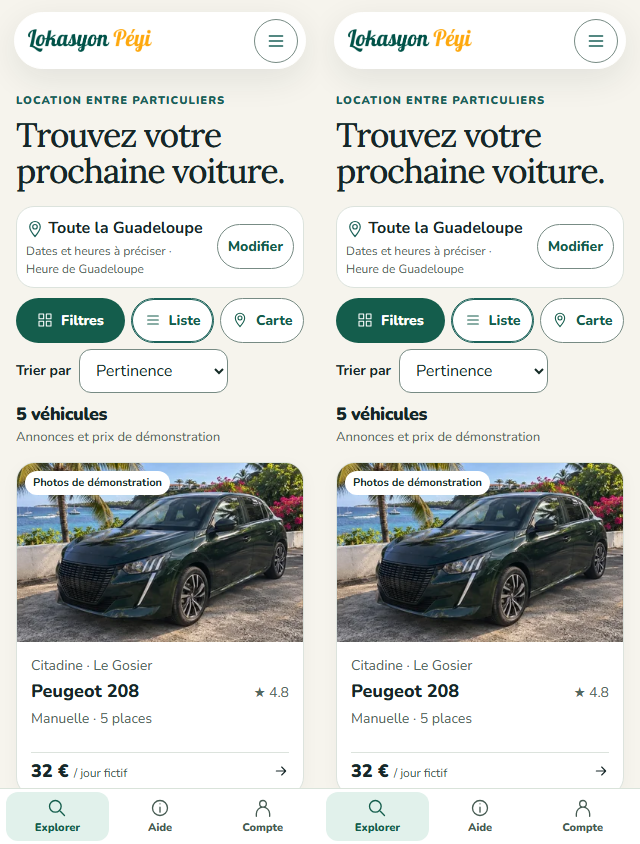 Lokasyon Péyi
LOCATION ENTRE PARTICULIERS
Trouvez votre
prochaine voiture.
Toute la Guadeloupe
Dates et heures à préciser ·
Heure de Guadeloupe
Modifier
Filtres
Liste
Carte
Trier par
Pertinence
5 véhicules
Annonces et prix de démonstration
Photos de démonstration
Citadine · Le Gosier
Peugeot 208
★ 4.8
Manuelle · 5 places
32 € / jour fictif
Explorer
Aide
Compte
Lokasyon Péyi
LOCATION ENTRE PARTICULIERS
Trouvez votre
prochaine voiture.
Toute la Guadeloupe
Dates et heures à préciser ·
Heure de Guadeloupe
Modifier
Filtres
Liste
Carte
Trier par
Pertinence
5 véhicules
Annonces et prix de démonstration
Photos de démonstration
Citadine · Le Gosier
Peugeot 208
★ 4.8
Manuelle · 5 places
32 € / jour fictif
Explorer
Aide
Compte